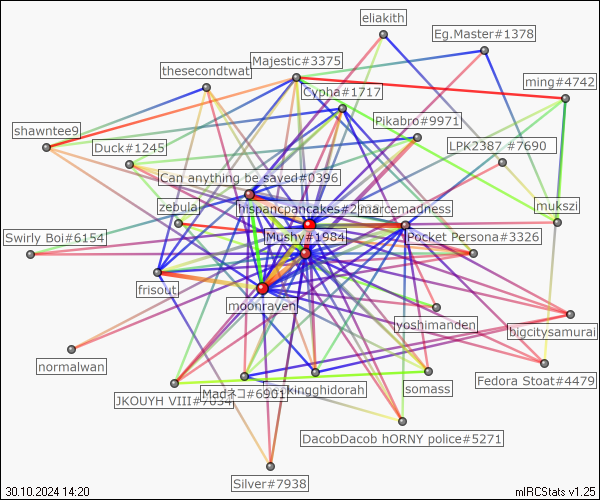 eliakith
Eg.Master#1378
Majestic#3375
thesecondtwat
ming#4742
Cypha#1717
Pikabro#9971
shawntee9
Duck#1245
LPK2387 #7690
Can anything be saved#0396
zebula
hispancpancakes#2
marcemadness
mukszi
Swirly Boi#6154
Mushy#1984
Pocket Persona#3326
frisout
moonraven
yoshimanden
bigcitysamurai
normalwan
Fedora Stoat#4479
JKOUYH VIII#7034
Madネコ#6901
kingghidorah
somass
DacobDacob hORNY police#5271
Silver#7938
30.10.2024 14:20
mIRCStats v1.25